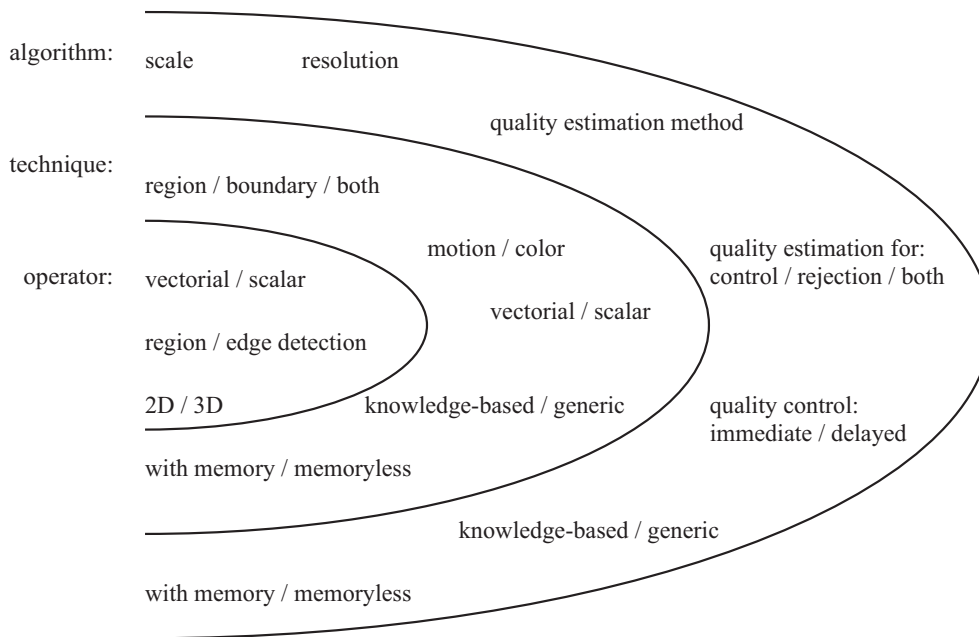 algorithm:
scale
resolution
quality estimation method
technique:
region / boundary / both
motion / color
quality estimation for:
control / rejection / both
operator:
vectorial / scalar
vectorial / scalar
region / edge detection
2D / 3D
knowledge-based / generic
quality control:
immediate / delayed
with memory / memoryless
knowledge-based / generic
with memory / memoryless